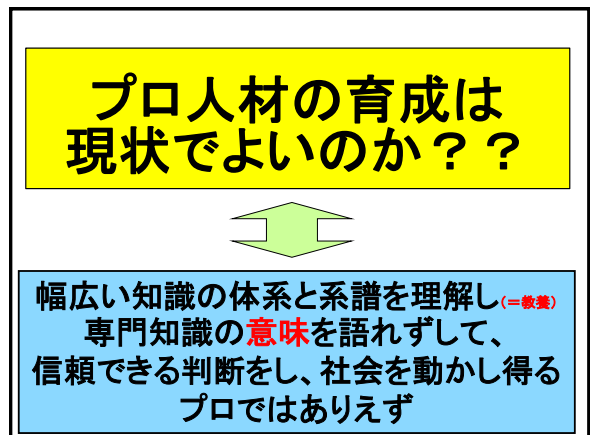 プロ人材の育成は
現状でよいのか？？
幅広い知識の体系と系譜を理解し（＝教養）
専門知識の意味を語れずして、
信頼できる判断をし、社会を動かし得る
プロではありえず